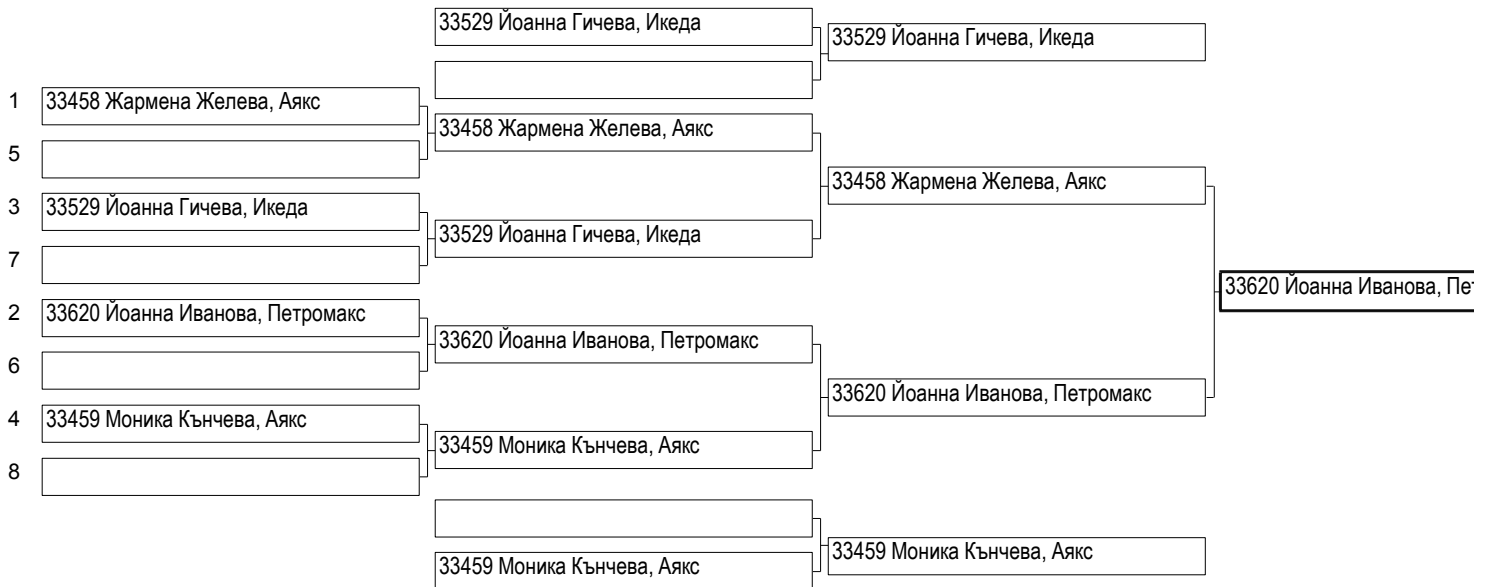 33529 Йоанна Гичева, Икеда
33529 Йоанна Гичева, Икеда
1 33458 Жармена Желева, Аякс
33458 Жармена Желева, Аякс
5
33458 Жармена Желева, Аякс
3 33529 Йоанна Гичева, Икеда
33529 Йоанна Гичева, Икеда
7
33620 Йоанна Иванова,
2 33620 Йоанна Иванова, Петромакс
33620 Йоанна Иванова, Петромакс
6
33620 Йоанна Иванова, Петромакс
4 33459 Моника Кънчева, Аякс
33459 Моника Кънчева, Аякс
8
33459 Моника Кънчева, Аякс
33459 Моника Кънчева, Аякс